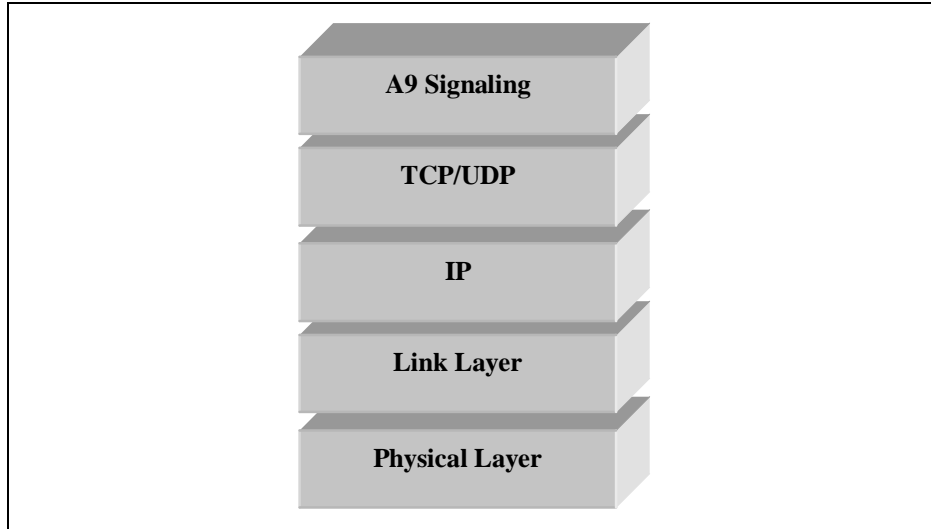 A9 Signaling
TCP/UDP
IP
Link Layer
Physical Layer